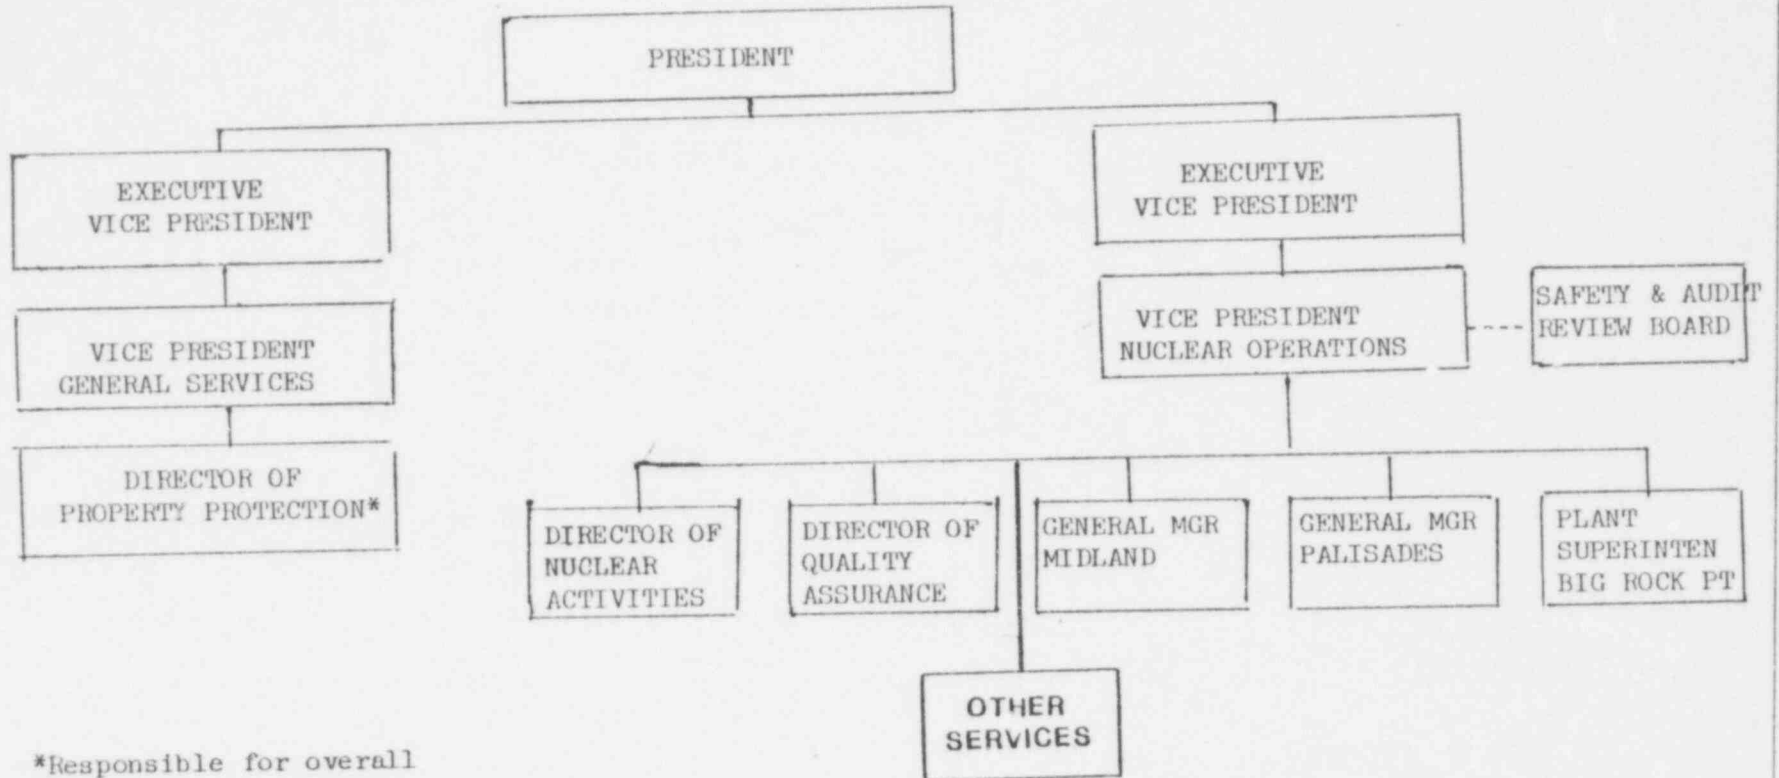 PRESIDENT
EXECUTIVE
VICE PRESIDENT
EXECUTIVE
VICE PRESIDENT
VICE PRESIDENT
GENERAL SERVICES
VICE PRESIDENT
NUCLEAR OPERATIONS
SAFETY & AUDIT
REVIEW BOARD
DIRECTOR OF
PROPERTY PROTECTION*
DIRECTOR OF
NUCLEAR
ACTIVITIES
DIRECTOR OF
QUALITY
ASSURANCE
GENERAL MGR
MIDLAND
GENERAL MGR
PALISADES
PLANT
SUPERINTEN
BIG ROCK PT
OTHER
SERVICES
*Responsible for overall